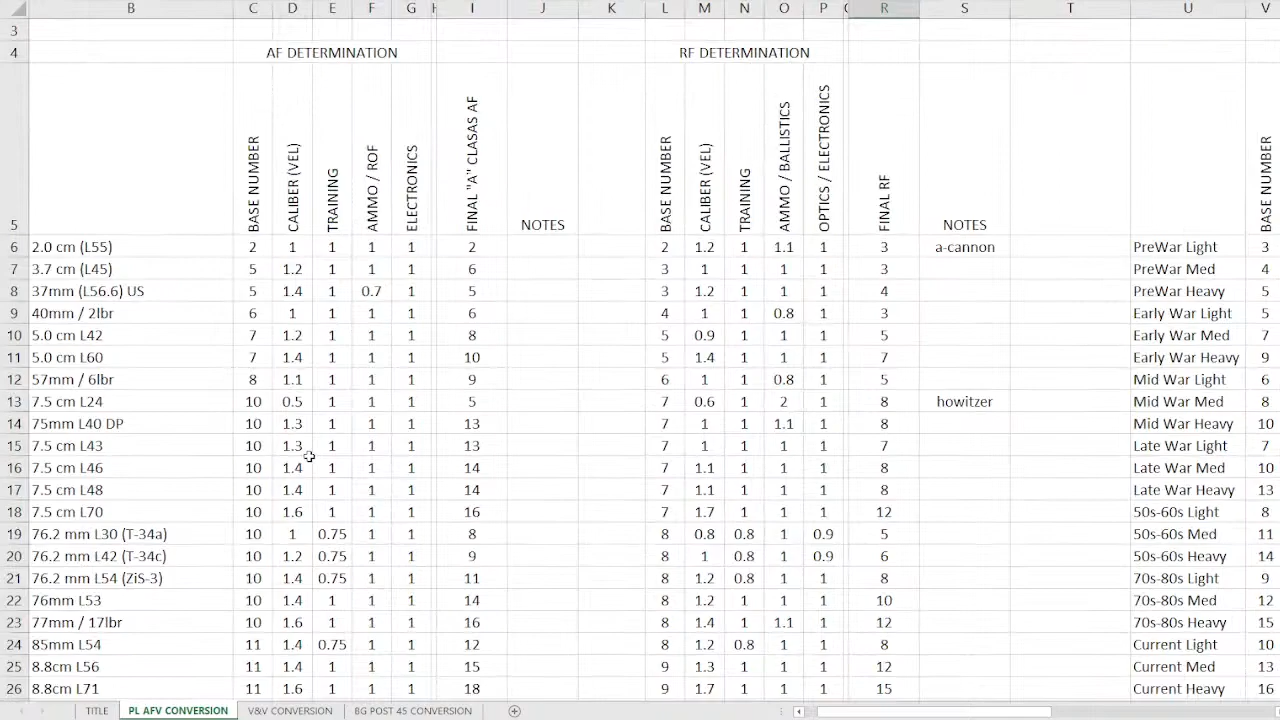 B C D E F G H I J K L M N O P Q R S T U V
3
4 AF DETERMINATION RF DETERMINATION
5 BASE NUMBER CALIBER (VEL) TRAINING AMMO / ROF ELECTRONICS FINAL "A" CLASAS AF NOTES BASE NUMBER CALIBER (VEL) TRAINING AMMO / BALLISTICS OPTICS / ELECTRONICS FINAL RF NOTES BASE NUMBER
6 2.0 cm (L55) 2 1 1 1 1 2 2 1.2 1 1.1 1 3 a-cannon PreWar Light 3
7 3.7 cm (L45) 5 1.2 1 1 1 6 3 1 1 1 1 3 PreWar Med 4
8 37mm (L56.6) US 5 1.4 1 0.7 1 5 3 1.2 1 1 1 4 PreWar Heavy 5
9 40mm / 2lbr 6 1 1 1 1 6 4 1 1 0.8 1 3 Early War Light 5
10 5.0 cm L42 7 1.2 1 1 1 8 5 0.9 1 1 1 5 Early War Med 7
11 5.0 cm L60 7 1.4 1 1 1 10 5 1.4 1 1 1 7 Early War Heavy 9
12 57mm / 6lbr 8 1.1 1 1 1 9 6 1 1 0.8 1 5 Mid War Light 6
13 7.5 cm L24 10 0.5 1 1 1 5 7 0.6 1 2 1 8 howitzer Mid War Med 8
14 75mm L40 DP 10 1.3 1 1 1 13 7 1 1 1.1 1 8 Mid War Heavy 10
15 7.5 cm L43 10 1.3 1 1 1 13 7 1 1 1 1 7 Late War Light 7
16 7.5 cm L46 10 1.4 1 1 1 14 7 1.1 1 1 1 8 Late War Med 10
17 7.5 cm L48 10 1.4 1 1 1 14 7 1.1 1 1 1 8 Late War Heavy 13
18 7.5 cm L70 10 1.6 1 1 1 16 7 1.7 1 1 1 12 50s-60s Light 8
19 76.2 mm L30 (T-34a) 10 1 0.75 1 1 8 8 0.8 0.8 1 0.9 5 50s-60s Med 11
20 76.2 mm L42 (T-34c) 10 1.2 0.75 1 1 9 8 1 0.8 1 0.9 6 50s-60s Heavy 14
21 76.2 mm L54 (ZiS-3) 10 1.4 0.75 1 1 11 8 1.2 0.8 1 1 8 70s-80s Light 9
22 76mm L53 10 1.4 1 1 1 14 8 1.2 1 1 1 10 70s-80s Med 12
23 77mm / 17lbr 10 1.6 1 1 1 16 8 1.4 1 1.1 1 12 70s-80s Heavy 15
24 85mm L54 11 1.4 0.75 1 1 12 8 1.2 0.8 1 1 8 Current Light 10
25 8.8cm L56 11 1.4 1 1 1 15 9 1.3 1 1 1 12 Current Med 13
26 8.8cm L71 11 1.6 1 1 1 18 9 1.7 1 1 1 15 Current Heavy 16
TITLE PL AFV CONVERSION V&V CONVERSION BG POST 45 CONVERSION